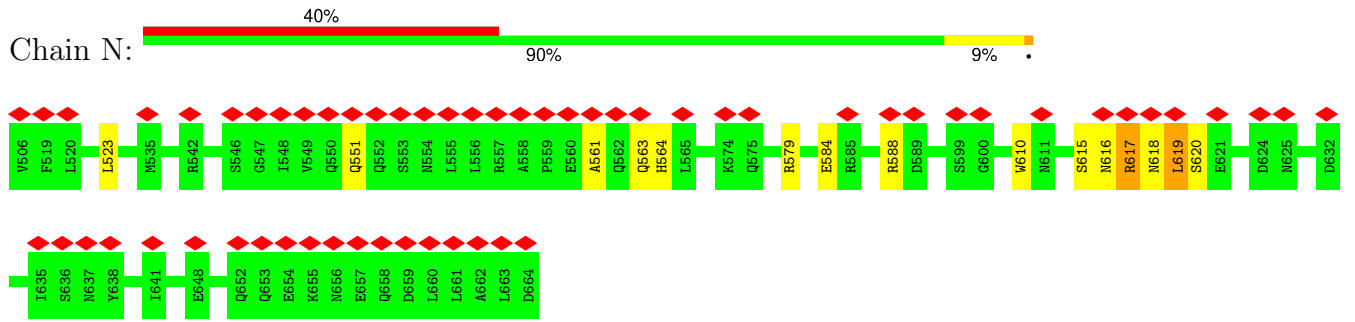 40%
Chain N:
90% 9% •
V506 F519 L520 L523 M535 R542 S546 G547 I548 V549 Q550 Q551 Q552 S553 N554 L555 L556 R557 A558 P559 E560 A561 Q562 Q563 H564 L565 K574 Q575 R579 E584 R585 R588 D589 S599 G600 W610 N611 S615 N616 R617 N618 L619 S620 E621 D624 N625 D632
I635 S636 N637 Y638 I641 E648 Q652 Q653 E654 K655 N656 E657 Q658 D659 L660 L661 A662 L663 D664